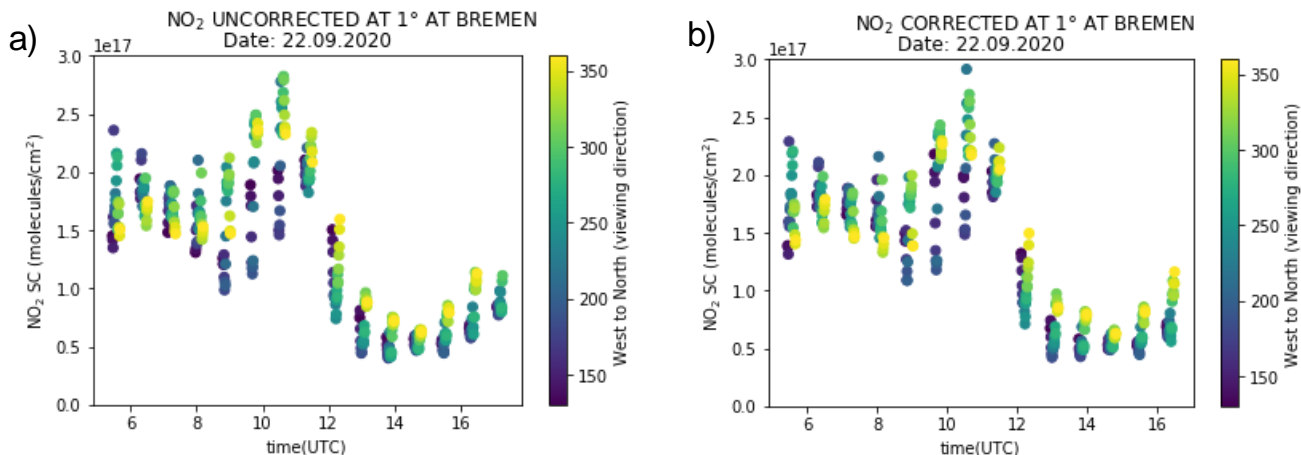 a)
NO₂ UNCORRECTED AT 1° AT BREMEN
Date: 22.09.2020
1e17
3.0
2.5
2.0
1.5
1.0
0.5
0.0
NO₂ SC (molecules/cm²)
6 8 10 12 14 16
time(UTC)
350
300
250
200
150
West to North (viewing direction)
b)
NO₂ CORRECTED AT 1° AT BREMEN
Date: 22.09.2020
1e17
3.0
2.5
2.0
1.5
1.0
0.5
0.0
NO₂ SC (molecules/cm²)
6 8 10 12 14 16
time(UTC)
350
300
250
200
150
West to North (viewing direction)